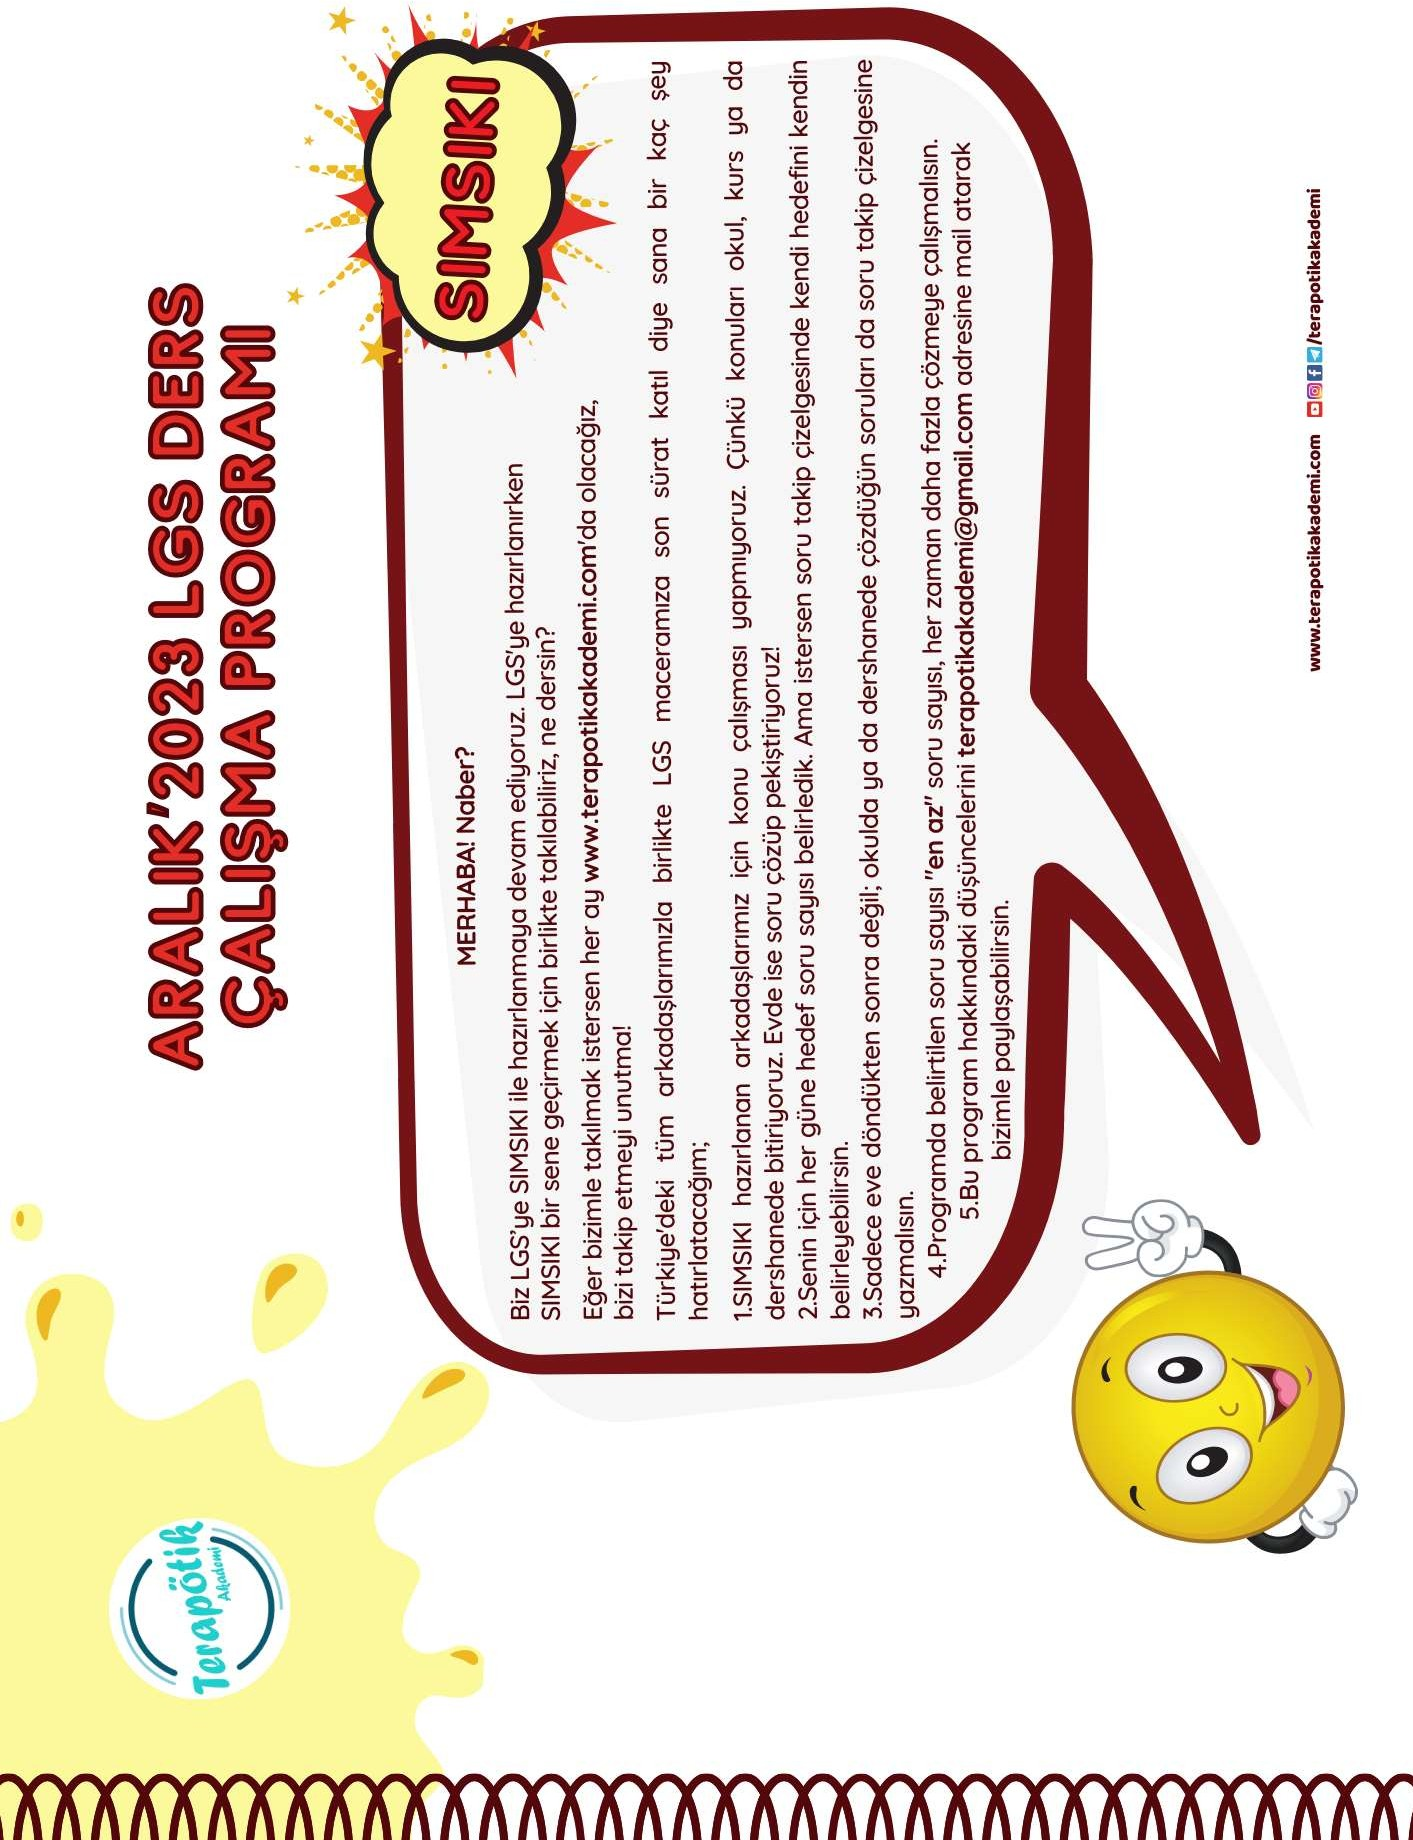 Terapötik
Akademi
ARALIK'2023 LGS DERS
ÇALIŞMA PROGRAMI
SIMSIKI
MERHABA! Naber?
Biz LGS'ye SIMSIKI ile hazırlanmaya devam ediyoruz. LGS'ye hazırlanırken
SIMSIKI bir sene geçirmek için birlikte takılabiliriz, ne dersin?
Eğer bizimle takılmak istersen her ay www.terapotikakademi.com'da olacağız,
bizi takip etmeyi unutma!
Türkiye'deki tüm arkadaşlarımızla birlikte LGS maceramıza son sürat katıl diye sana bir kaç şey
hatırlatacağım;
1.SIMSIKI hazırlanan arkadaşlarımız için konu çalışması yapmıyoruz. Çünkü konuları okul, kurs ya da
dershanede bitiriyoruz. Evde ise soru çözüp pekiştiriyoruz!
2.Senin için her güne hedef soru sayısı belirledik. Ama istersen soru takip çizelgesinde kendi hedefini kendin
belirleyebilirsin.
3.Sadece eve döndükten sonra değil; okulda ya da dershanede çözdüğün soruları da soru takip çizelgesine
yazmalısın.
4.Programda belirtilen soru sayısı "en az" soru sayısı, her zaman daha fazla çözmeye çalışmalısın.
5.Bu program hakkındaki düşüncelerini terapotikakademi@gmail.com adresine mail atarak
bizimle paylaşabilirsin.
www.terapotikakademi.com /terapotikakademi